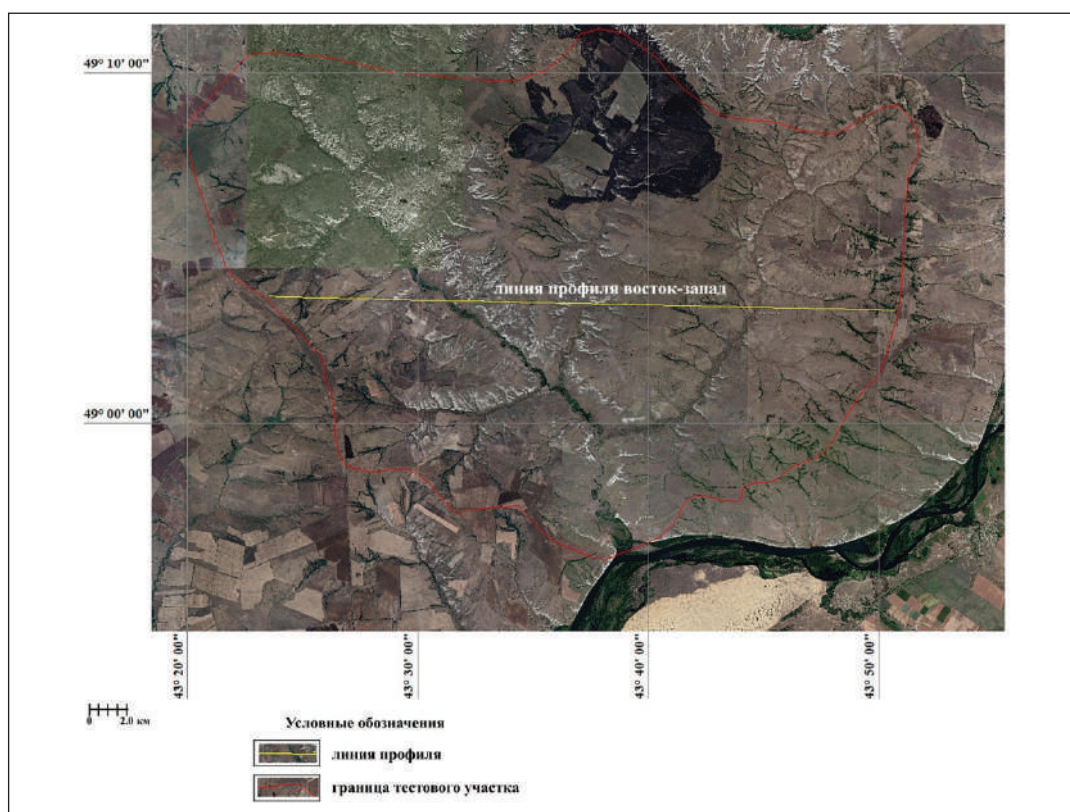 49° 10' 00"
линия профиля восток-запад
49° 00' 00"
43° 20' 00"
43° 30' 00"
43° 40' 00"
43° 50' 00"
0 2.0 км
Условные обозначения
линия профиля
граница тестового участка